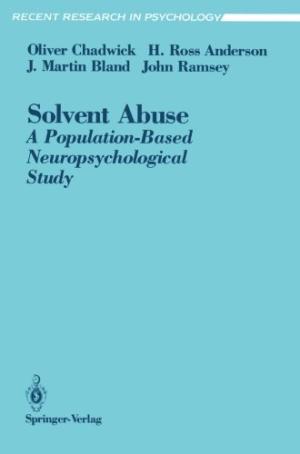 RECENT RESEARCH IN PSYCHOLOGY
Oliver Chadwick H. Ross Anderson
J. Martin Bland John Ramsey
Solvent Abuse
A Population-Based
Neuropsychological
Study
Springer-Verlag